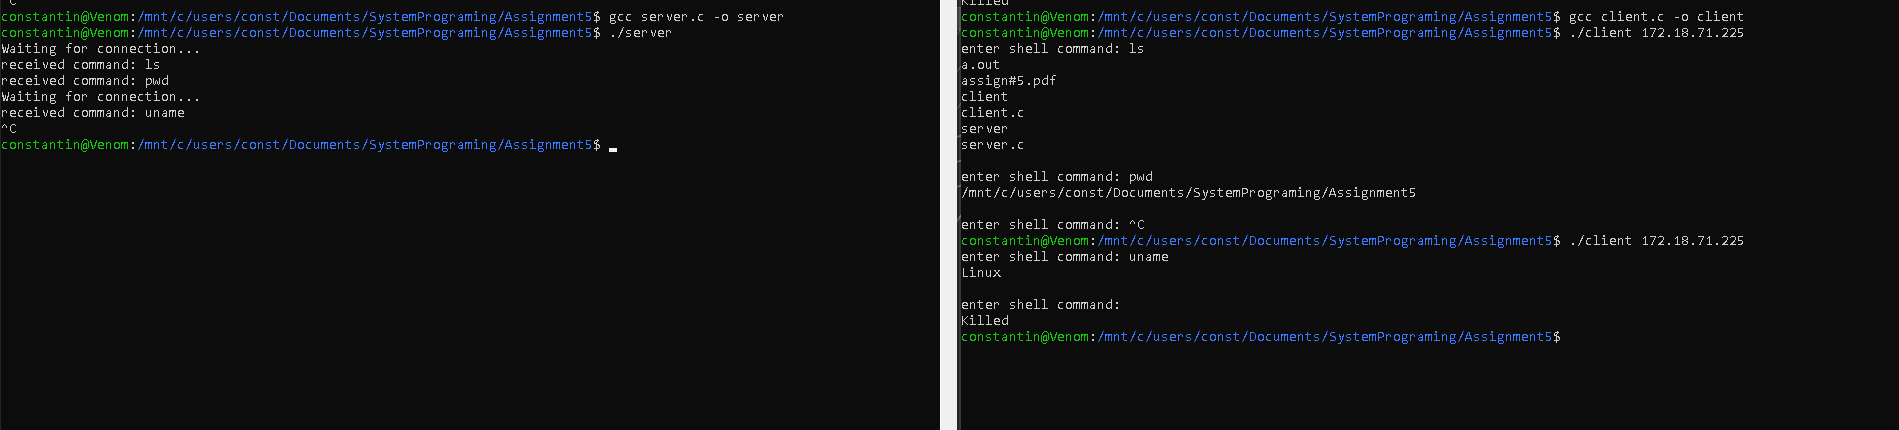 ^C
constantin@Venom:/mnt/c/users/const/Documents/SystemPrograming/Assignment5$ gcc server.c -o server
constantin@Venom:/mnt/c/users/const/Documents/SystemPrograming/Assignment5$ ./server
Waiting for connection...
received command: ls
received command: pwd
Waiting for connection...
received command: uname
^C
constantin@Venom:/mnt/c/users/const/Documents/SystemPrograming/Assignment5$
Killed
constantin@Venom:/mnt/c/users/const/Documents/SystemPrograming/Assignment5$ gcc client.c -o client
constantin@Venom:/mnt/c/users/const/Documents/SystemPrograming/Assignment5$ ./client 172.18.71.225
enter shell command: ls
a.out
assign#5.pdf
client
client.c
server
server.c
enter shell command: pwd
/mnt/c/users/const/Documents/SystemPrograming/Assignment5
enter shell command: ^C
constantin@Venom:/mnt/c/users/const/Documents/SystemPrograming/Assignment5$ ./client 172.18.71.225
enter shell command: uname
Linux
enter shell command:
Killed
constantin@Venom:/mnt/c/users/const/Documents/SystemPrograming/Assignment5$